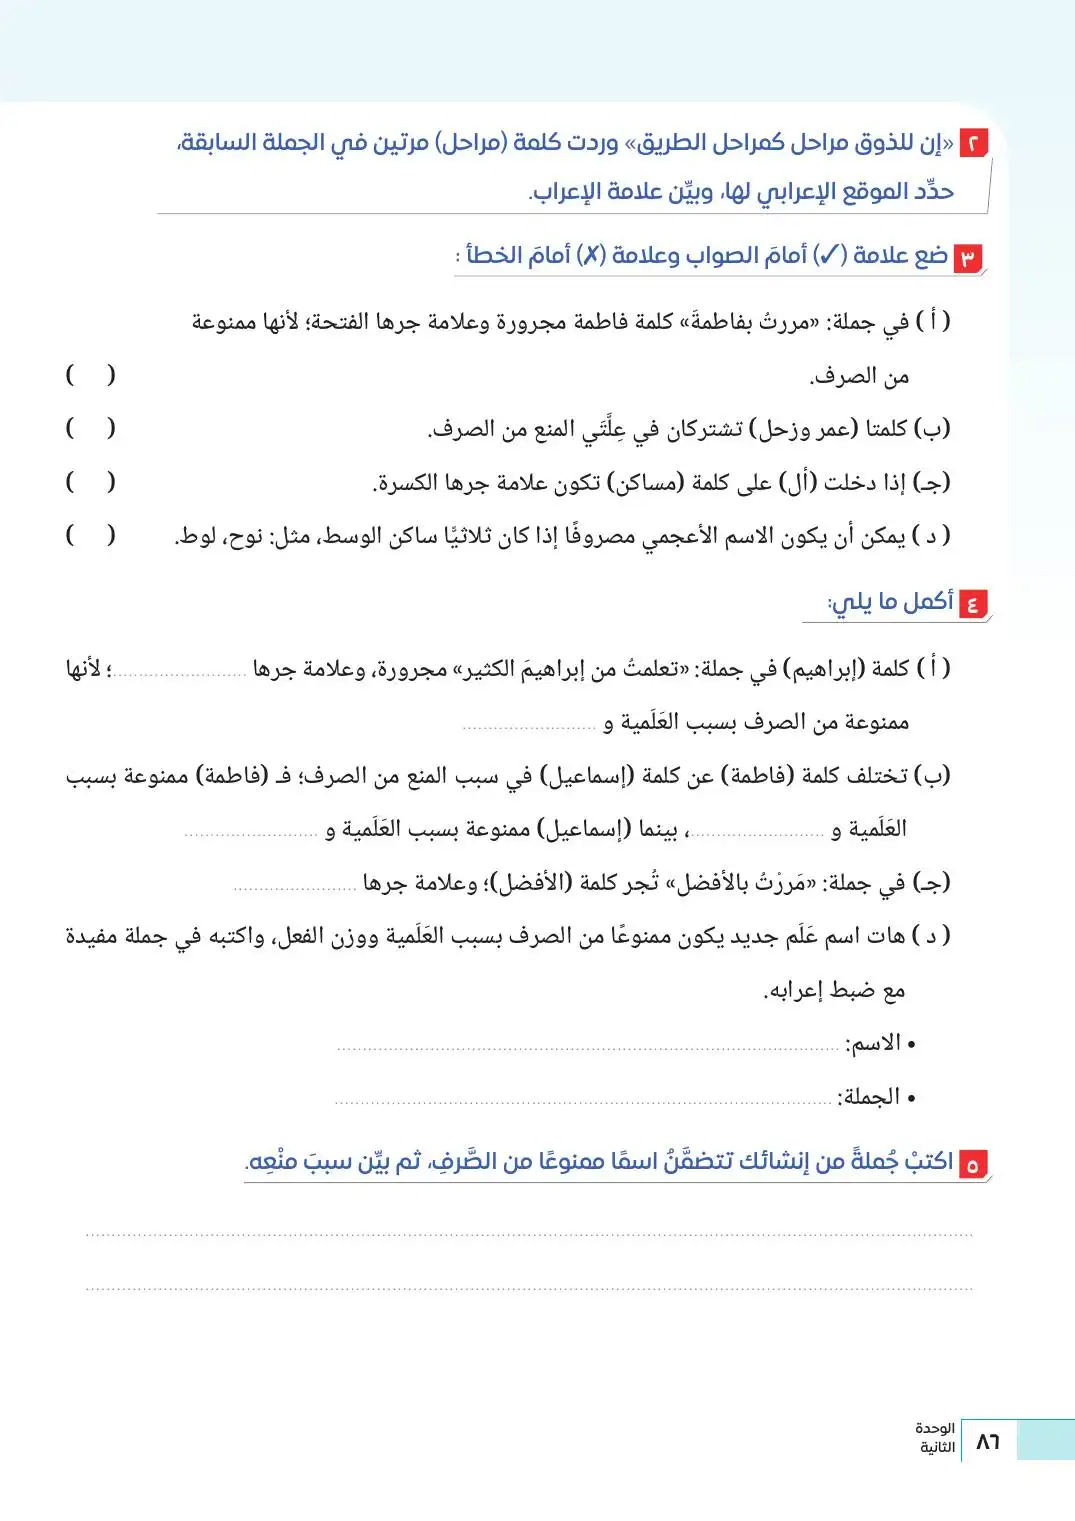 ٢ «إن للذوق مراحل كمراحل الطريق» وردت كلمة (مراحل) مرتين في الجملة السابقة،
حدِّد الموقع الإعرابي لها، وبيِّن علامة الإعراب.
٣ ضع علامة (✓) أمامَ الصواب وعلامة (✗) أمامَ الخطأ :
( أ ) في جملة: «مررتُ بفاطمةَ» كلمة فاطمة مجرورة وعلامة جرها الفتحة؛ لأنها ممنوعة
من الصرف. ( )
(ب) كلمتا (عمر وزحل) تشتركان في عِلَّتَي المنع من الصرف. ( )
(جـ) إذا دخلت (أل) على كلمة (مساكن) تكون علامة جرها الكسرة. ( )
( د ) يمكن أن يكون الاسم الأعجمي مصروفًا إذا كان ثلاثيًّا ساكن الوسط، مثل: نوح، لوط. ( )
٤ أكمل ما يلي:
( أ ) كلمة (إبراهيم) في جملة: «تعلمتُ من إبراهيمَ الكثير» مجرورة، وعلامة جرها ..........................؛ لأنها
ممنوعة من الصرف بسبب العَلَمية و ..........................
(ب) تختلف كلمة (فاطمة) عن كلمة (إسماعيل) في سبب المنع من الصرف؛ فـ (فاطمة) ممنوعة بسبب
العَلَمية و ..........................، بينما (إسماعيل) ممنوعة بسبب العَلَمية و ..........................
(جـ) في جملة: «مَررْتُ بالأفضل» تُجر كلمة (الأفضل)؛ وعلامة جرها ........................
( د ) هات اسم عَلَم جديد يكون ممنوعًا من الصرف بسبب العَلَمية ووزن الفعل، واكتبه في جملة مفيدة
مع ضبط إعرابه.
• الاسم: ..................................................................................................
• الجملة: .................................................................................................
٥ اكتبْ جُملةً من إنشائك تتضمَّنُ اسمًا ممنوعًا من الصَّرفِ، ثم بيِّن سببَ منْعِه.
..............................................................................................................................
..............................................................................................................................
الوحدة
الثانية
٨٦